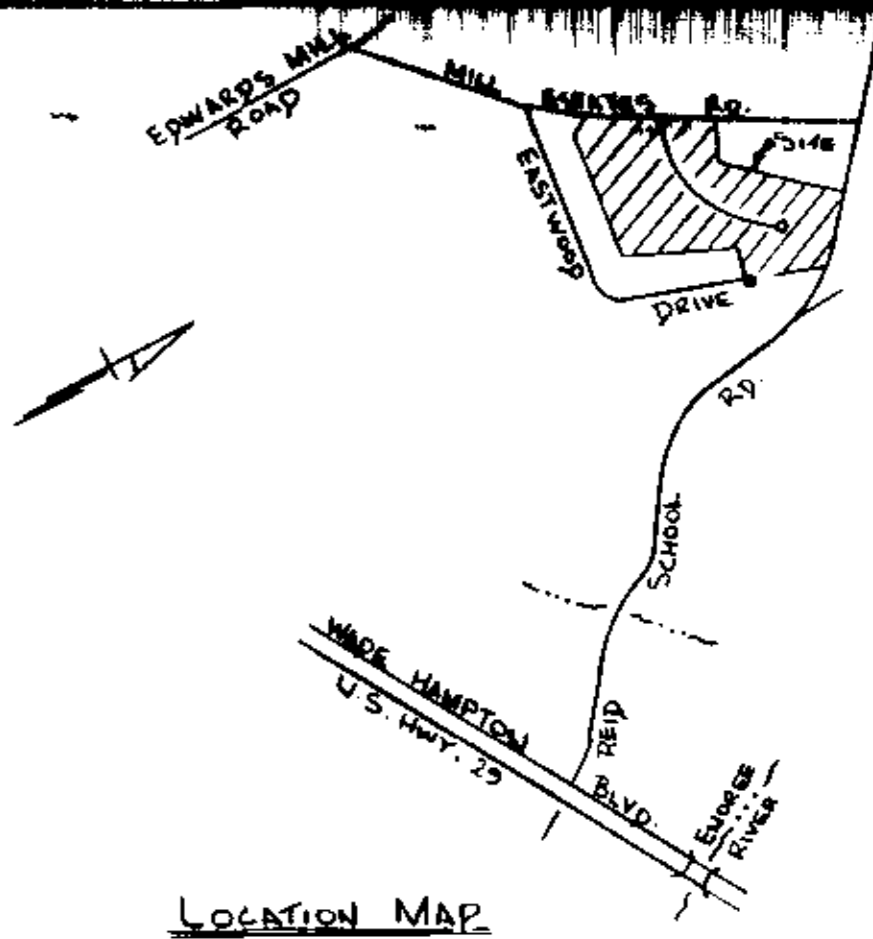 EDWARDS MILL
ROAD
MILL ESTATES RD.
SITE
EASTWOOD
DRIVE
RD.
SCHOOL
REID
WADE HAMPTON
BLVD.
U.S. HWY. 29
ENOREE
RIVER
LOCATION MAP